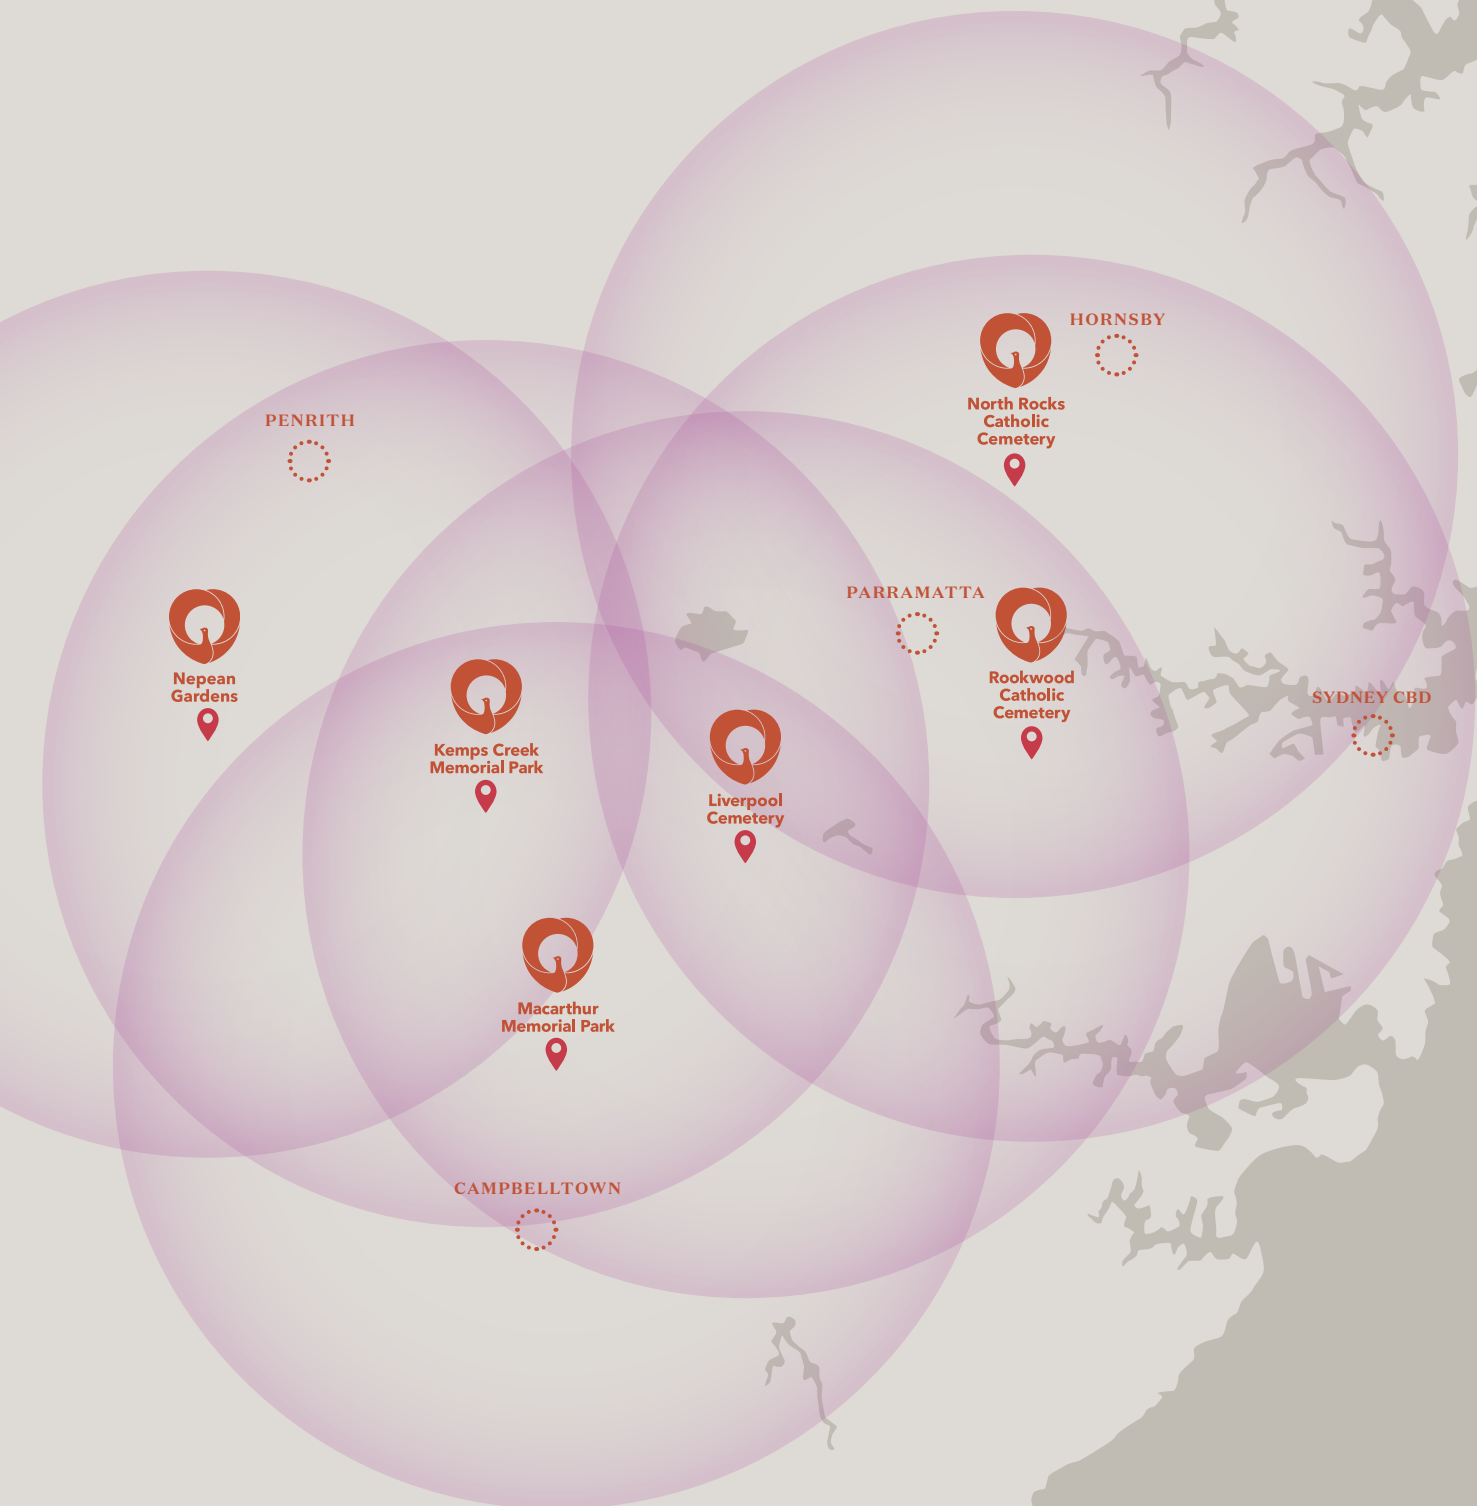 HORNSBY
North Rocks
Catholic
Cemetery
PENRITH
PARRAMATTA
Nepean
Gardens
Rookwood
Catholic
Cemetery
SYDNEY CBD
Kemps Creek
Memorial Park
Liverpool
Cemetery
Macarthur
Memorial Park
CAMPBELLTOWN